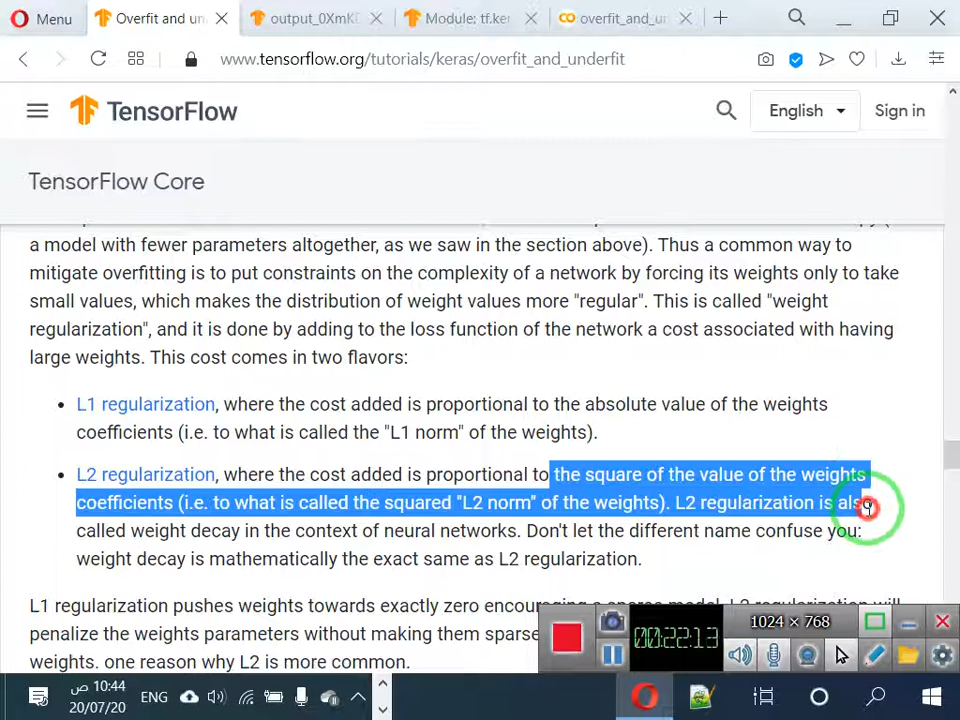 Menu
Overfit and un
output_0XmKD
Module: tf.ker
overfit_and_u
www.tensorflow.org/tutorials/keras/overfit_and_underfit
TensorFlow
English
Sign in
TensorFlow Core
a model with fewer parameters altogether, as we saw in the section above). Thus a common way to
mitigate overfitting is to put constraints on the complexity of a network by forcing its weights only to take
small values, which makes the distribution of weight values more "regular". This is called "weight
regularization", and it is done by adding to the loss function of the network a cost associated with having
large weights. This cost comes in two flavors:
• L1 regularization, where the cost added is proportional to the absolute value of the weights
coefficients (i.e. to what is called the "L1 norm" of the weights).
• L2 regularization, where the cost added is proportional to the square of the value of the weights
coefficients (i.e. to what is called the squared "L2 norm" of the weights). L2 regularization is also
called weight decay in the context of neural networks. Don't let the different name confuse you:
weight decay is mathematically the exact same as L2 regularization.
L1 regularization pushes weights towards exactly zero encouraging a sparse model. L2 regularization will
penalize the weights parameters without making them sparse
weights. one reason why L2 is more common.
00:22:13
1024 × 768
10:44 ص
20/07/20
ENG